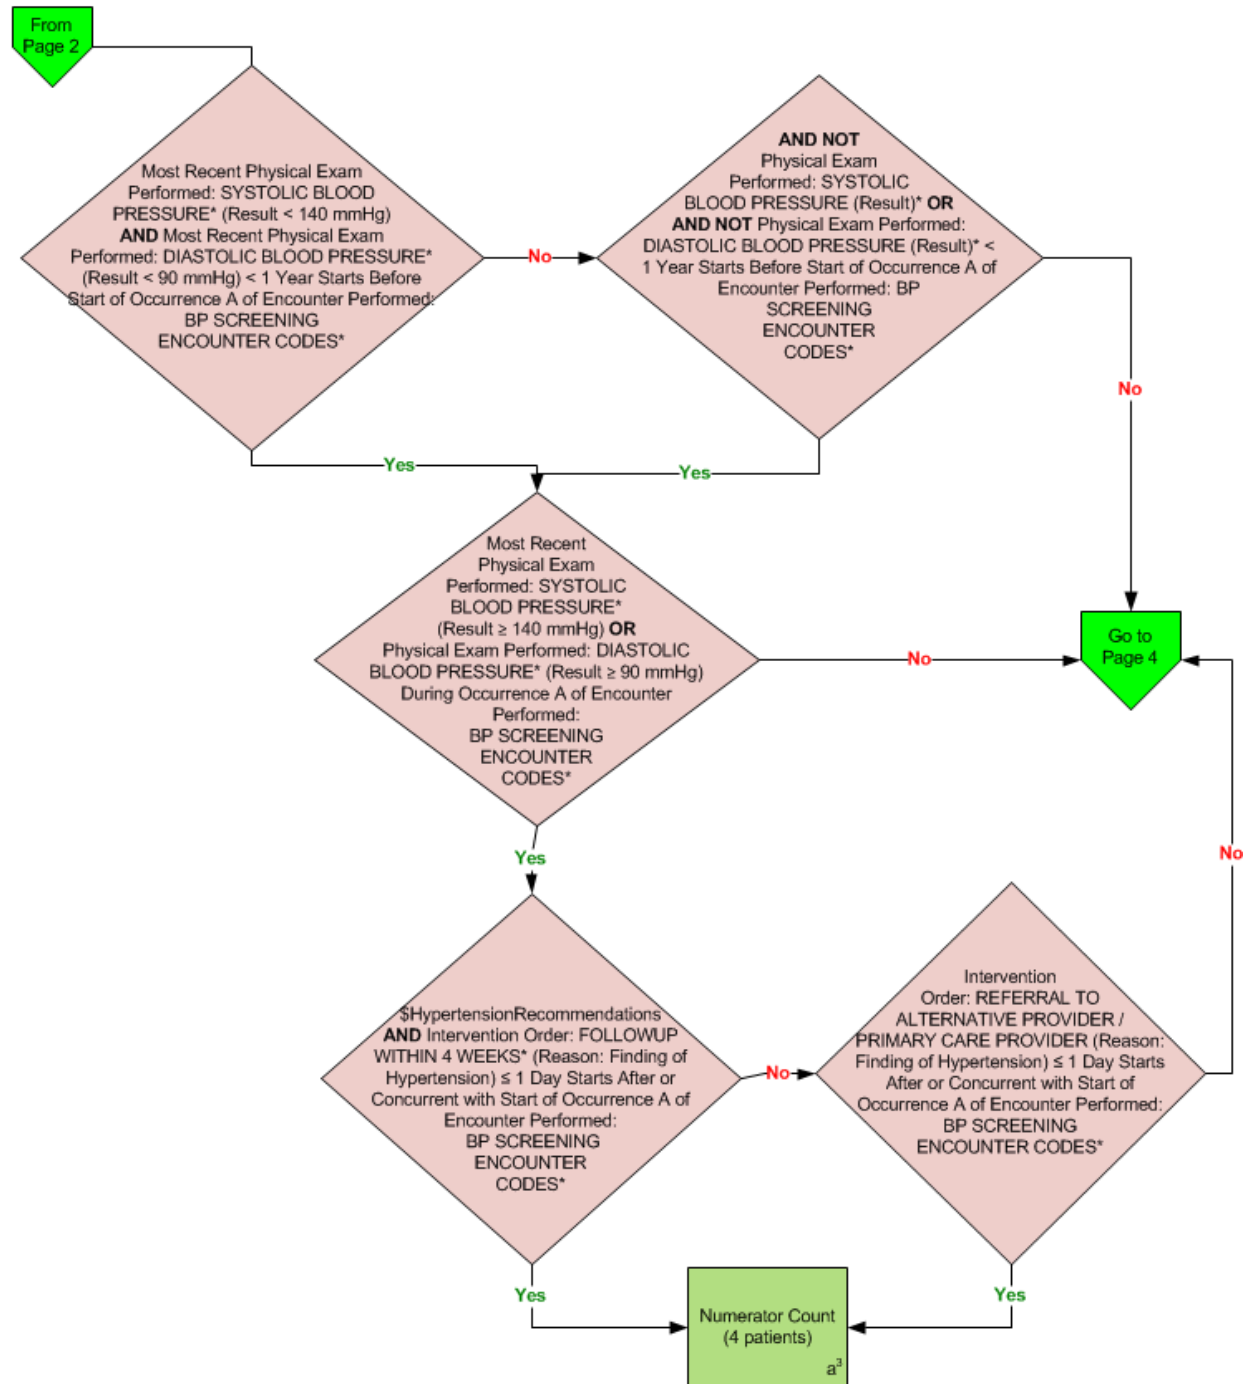 From
Page 2
Most Recent Physical Exam
Performed: SYSTOLIC BLOOD
PRESSURE* (Result < 140 mmHg)
AND Most Recent Physical Exam
Performed: DIASTOLIC BLOOD PRESSURE*
(Result < 90 mmHg) < 1 Year Starts Before
Start of Occurrence A of Encounter Performed:
BP SCREENING
ENCOUNTER CODES*
No
AND NOT
Physical Exam
Performed: SYSTOLIC
BLOOD PRESSURE (Result)* OR
AND NOT Physical Exam Performed:
DIASTOLIC BLOOD PRESSURE (Result)* <
1 Year Starts Before Start of Occurrence A of
Encounter Performed: BP
SCREENING
ENCOUNTER
CODES*
No
Yes
Yes
Most Recent
Physical Exam
Performed: SYSTOLIC
BLOOD PRESSURE*
(Result ≥ 140 mmHg) OR
Physical Exam Performed: DIASTOLIC
BLOOD PRESSURE* (Result ≥ 90 mmHg)
During Occurrence A of Encounter
Performed:
BP SCREENING
ENCOUNTER
CODES*
No
Go to
Page 4
Yes
No
$HypertensionRecommendations
AND Intervention Order: FOLLOWUP
WITHIN 4 WEEKS* (Reason: Finding of
Hypertension) ≤ 1 Day Starts After or
Concurrent with Start of Occurrence A of
Encounter Performed:
BP SCREENING
ENCOUNTER
CODES*
No
Intervention
Order: REFERRAL TO
ALTERNATIVE PROVIDER /
PRIMARY CARE PROVIDER (Reason:
Finding of Hypertension) ≤ 1 Day Starts
After or Concurrent with Start of
Occurrence A of Encounter Performed:
BP SCREENING
ENCOUNTER CODES*
Yes
Yes
Numerator Count
(4 patients)
a³